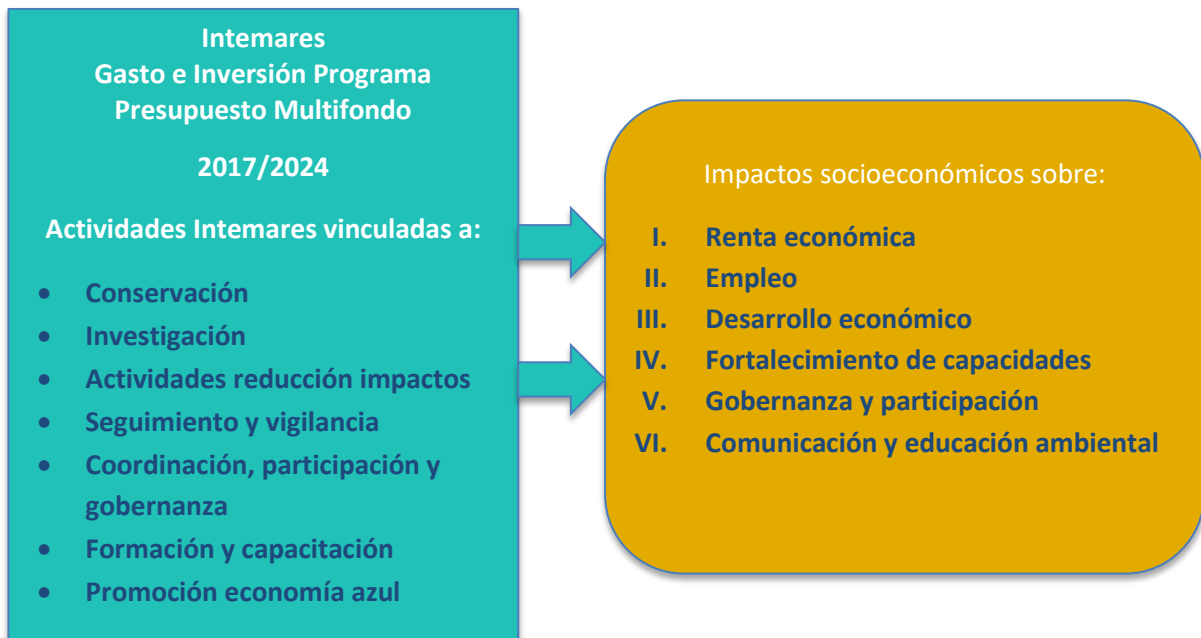 Intemares
Gasto e Inversión Programa
Presupuesto Multifondo
2017/2024
Actividades Intemares vinculadas a:
• Conservación
• Investigación
• Actividades reducción impactos
• Seguimiento y vigilancia
• Coordinación, participación y
gobernanza
• Formación y capacitación
• Promoción economía azul
Impactos socioeconómicos sobre:
I. Renta económica
II. Empleo
III. Desarrollo económico
IV. Fortalecimiento de capacidades
V. Gobernanza y participación
VI. Comunicación y educación ambiental